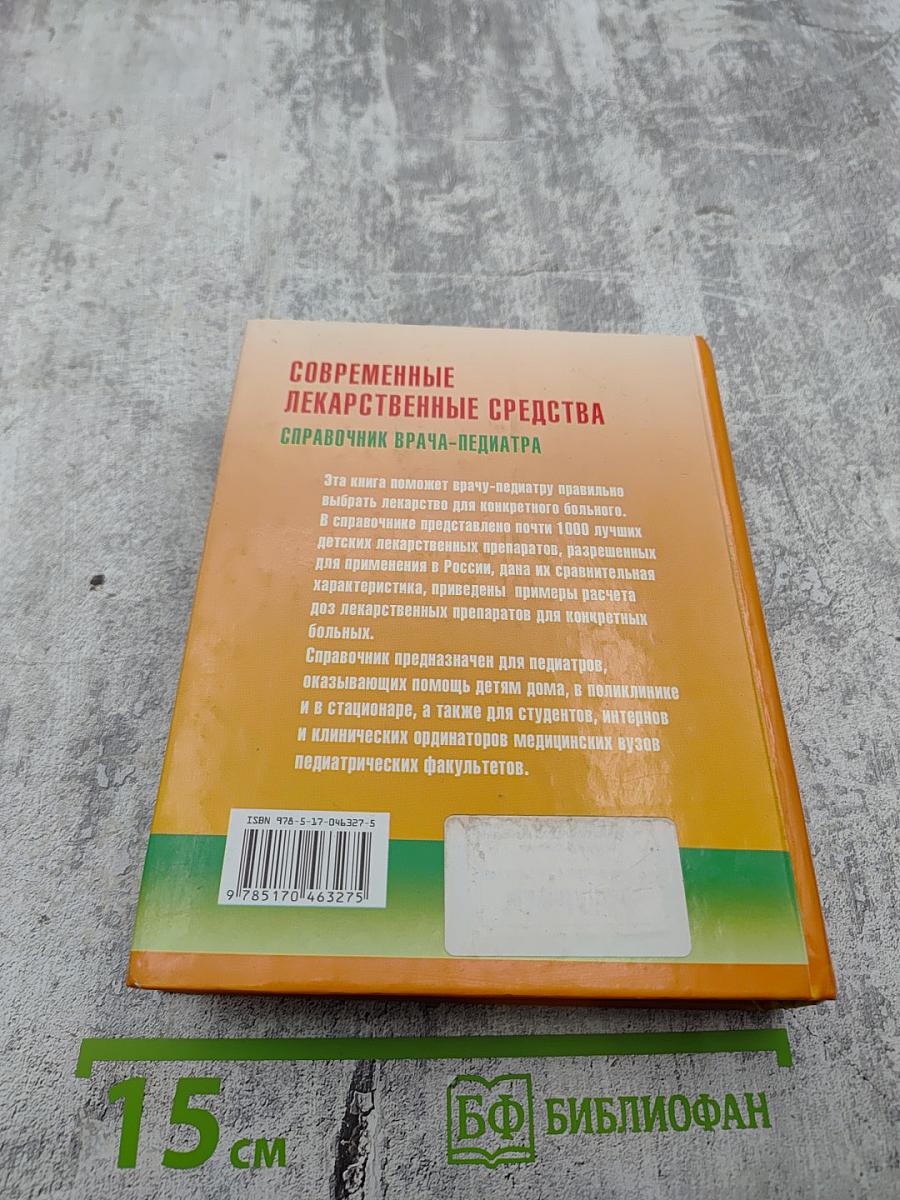 СОВРЕМЕННЫЕ
ЛЕКАРСТВЕННЫЕ СРЕДСТВА
СПРАВОЧНИК ВРАЧА-ПЕДИАТРА
Эта книга поможет врачу-педиатру правильно
выбрать лекарство для конкретного больного.
В справочнике представлено почти 1000 лучших
детских лекарственных препаратов, разрешенных
для применения в России, дана их сравнительная
характеристика, приведены примеры расчета
доз лекарственных препаратов для конкретных
больных.
Справочник предназначен для педиатров,
оказывающих помощь детям дома, в поликлинике
и в стационаре, а также для студентов, интернов
и клинических ординаторов медицинских вузов
педиатрических факультетов.
ISBN 978-5-17-046327-5
9 785170 463275
15 см
БФ БИБЛИОФАН